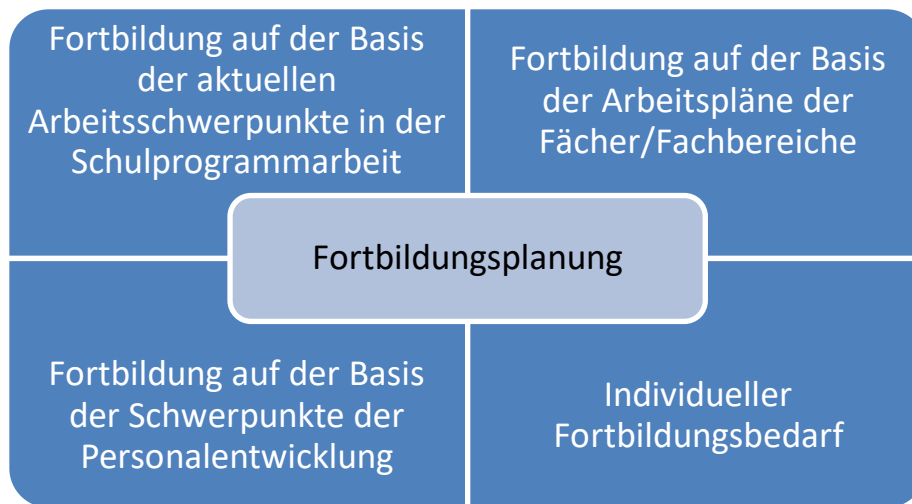 Fortbildung auf der Basis
der aktuellen
Arbeitsschwerpunkte in der
Schulprogrammarbeit
Fortbildung auf der Basis
der Arbeitspläne der
Fächer/Fachbereiche
Fortbildungsplanung
Fortbildung auf der Basis
der Schwerpunkte der
Personalentwicklung
Individueller
Fortbildungsbedarf